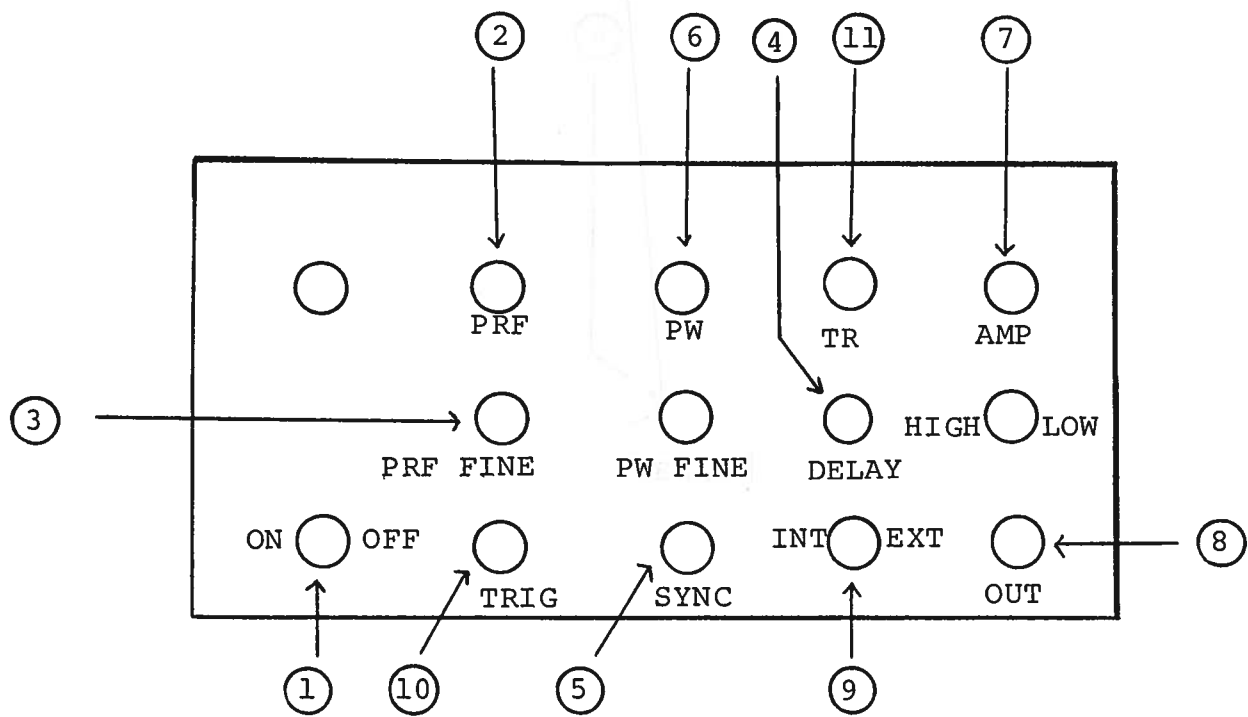 2 6 4 11 7
PRF PW TR AMP
3 HIGH LOW
PRF FINE PW FINE DELAY
ON OFF INT EXT 8
TRIG SYNC OUT
1 10 5 9